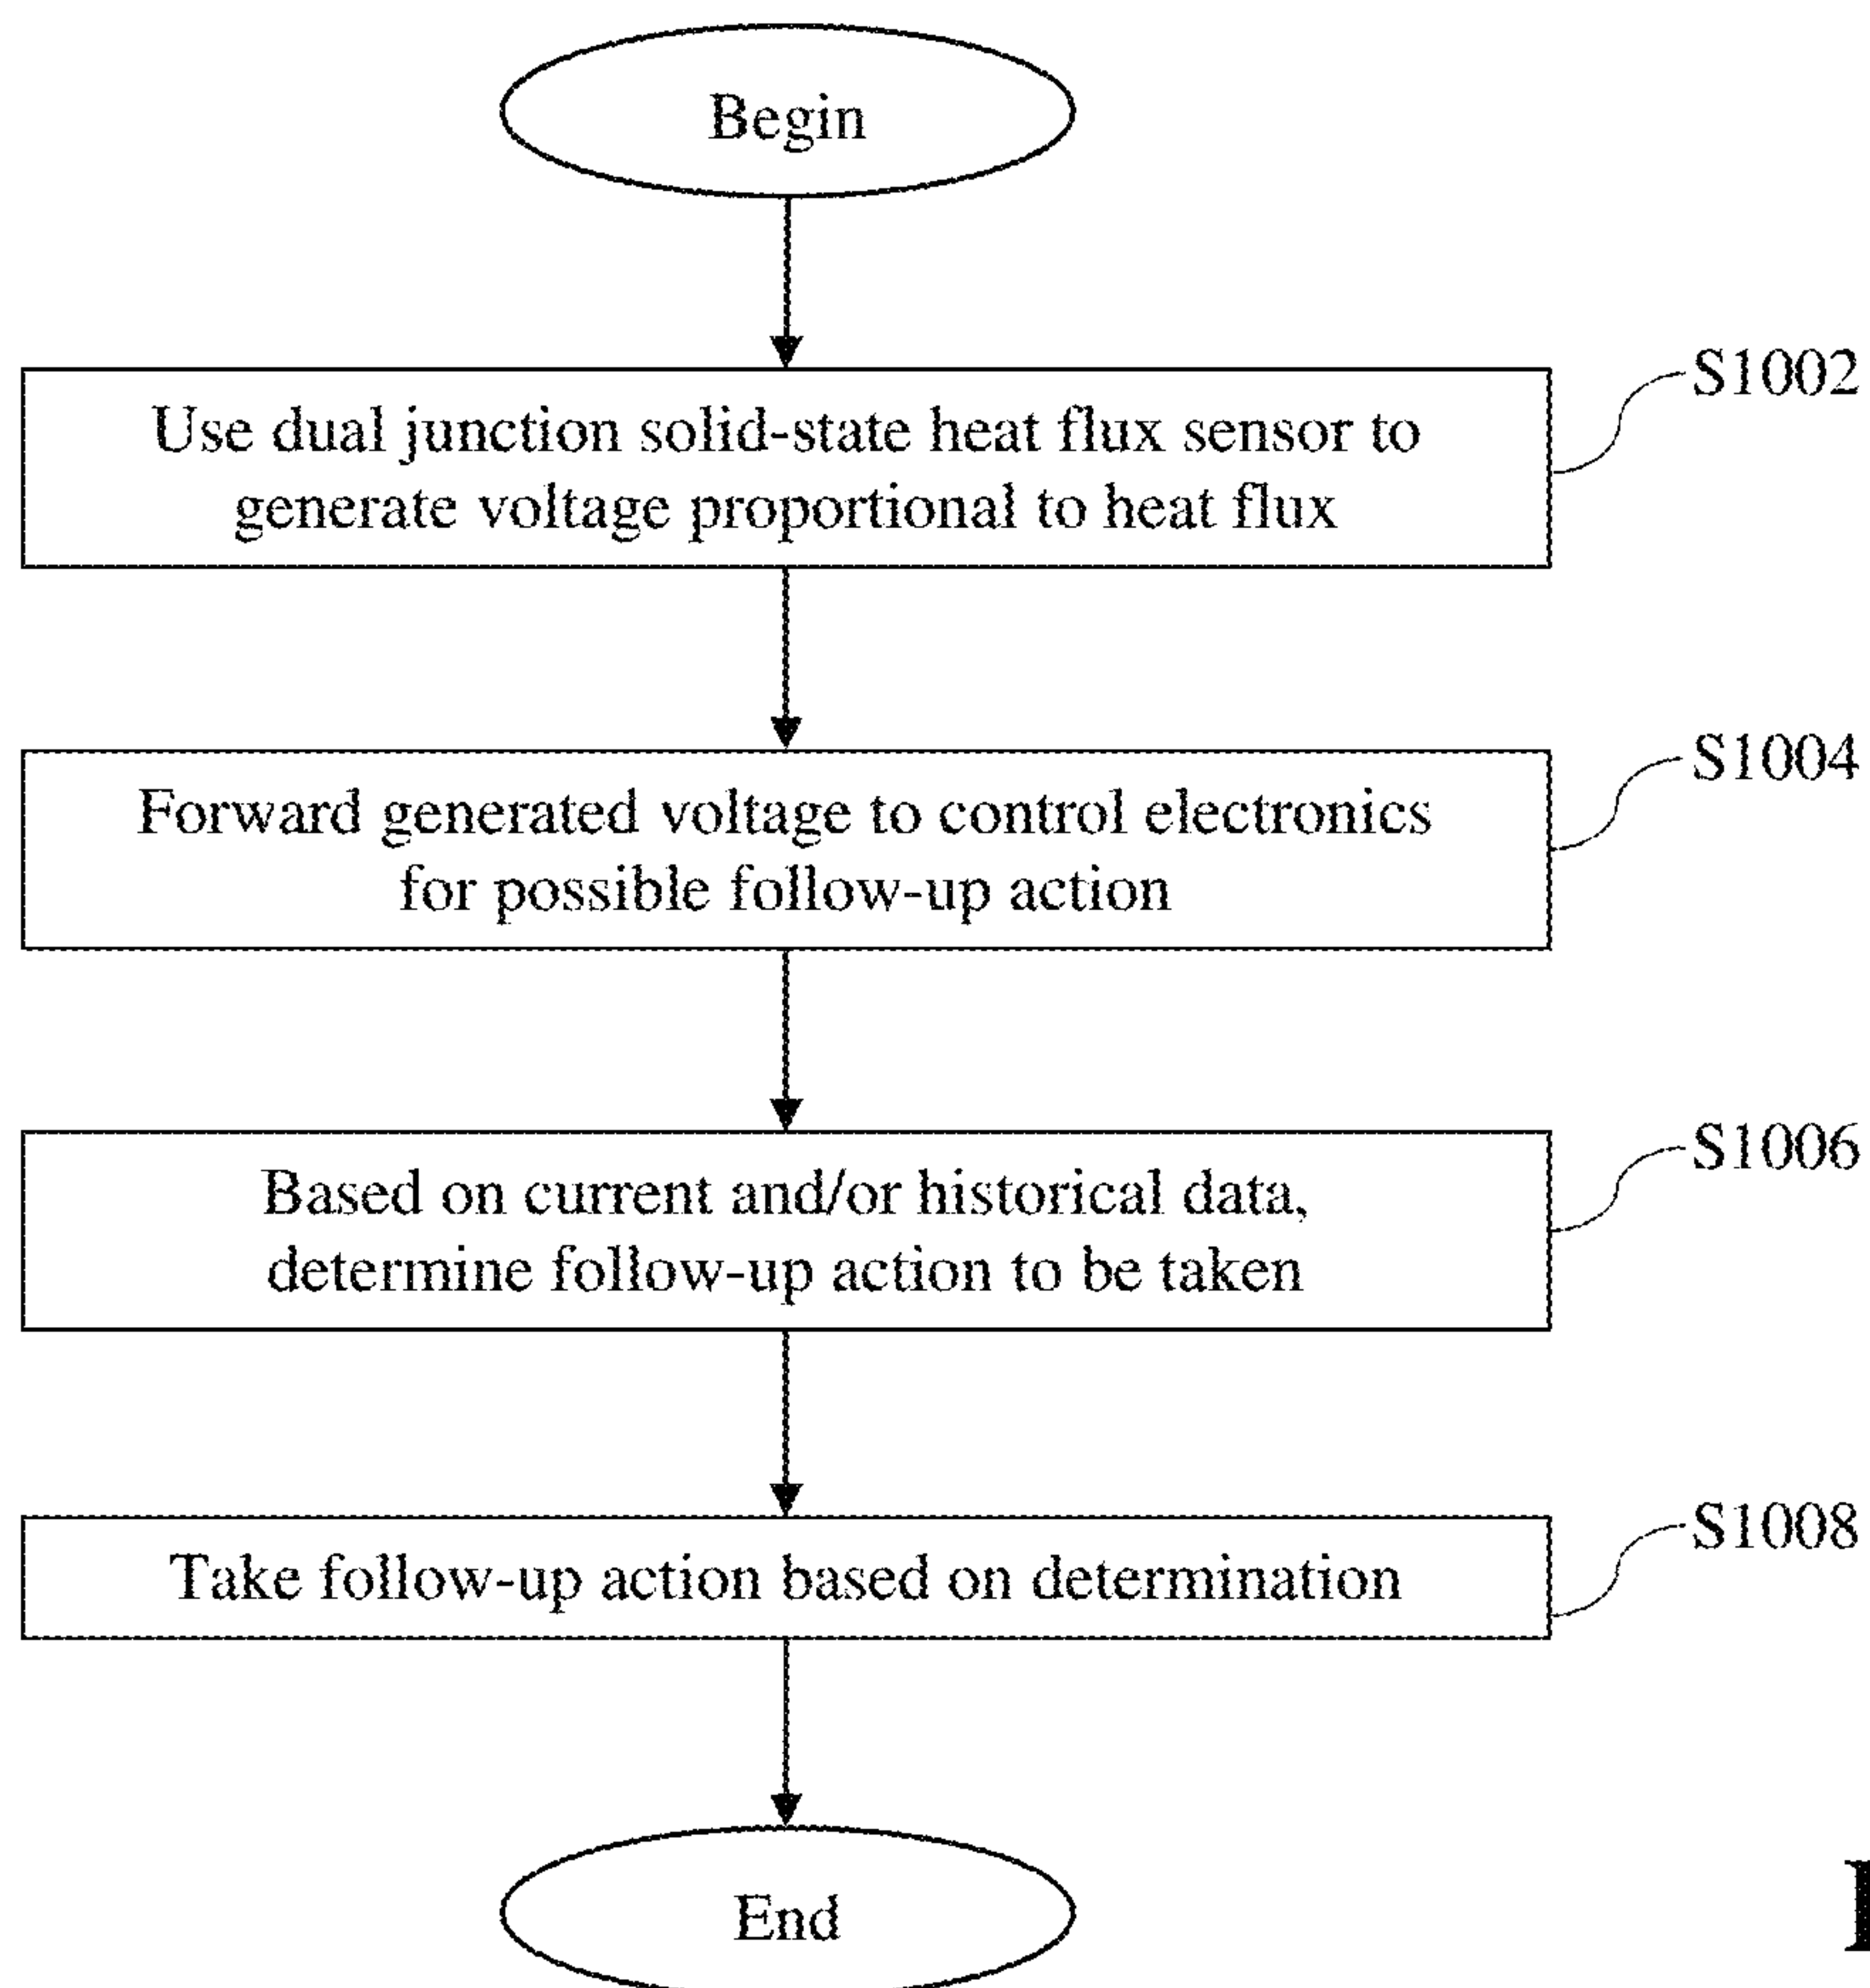 Begin
S1002
Use dual junction solid-state heat flux sensor to
generate voltage proportional to heat flux
S1004
Forward generated voltage to control electronics
for possible follow-up action
S1006
Based on current and/or historical data,
determine follow-up action to be taken
S1008
Take follow-up action based on determination
End